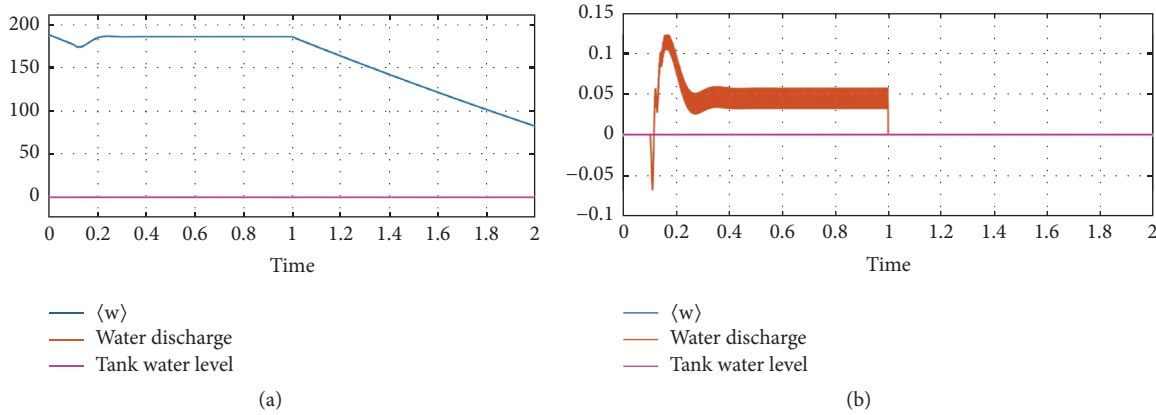 200
150
100
50
0
0 0.2 0.4 0.6 0.8 1 1.2 1.4 1.6 1.8 2
Time
⟨w⟩
Water discharge
Tank water level
(a)
0.15
0.1
0.05
0
−0.05
−0.1
0 0.2 0.4 0.6 0.8 1 1.2 1.4 1.6 1.8 2
Time
⟨w⟩
Water discharge
Tank water level
(b)